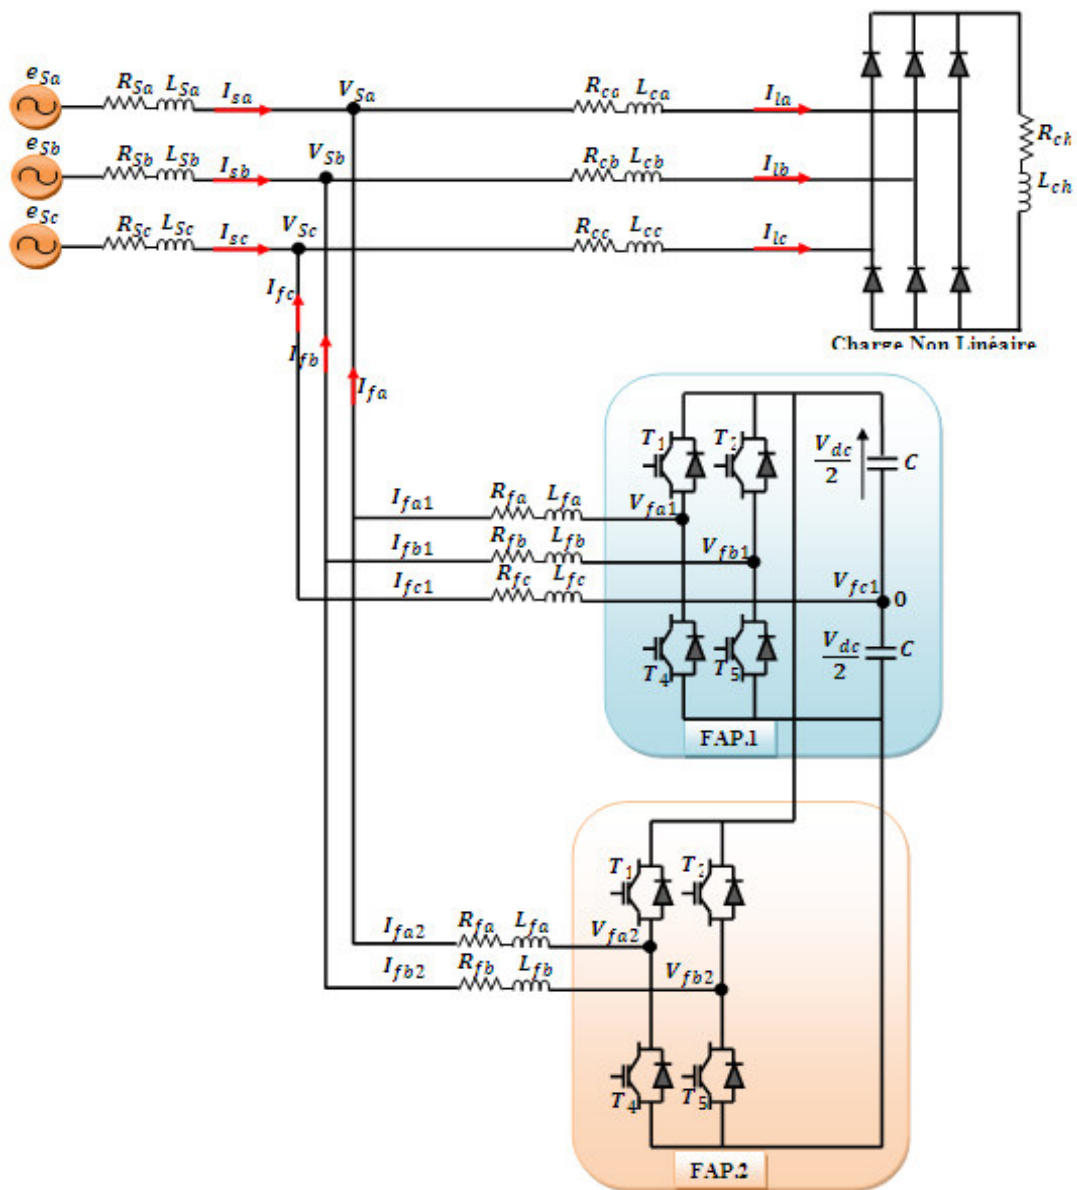 e_Sa
R_Sa L_Sa
I_sa
V_Sa
R_ca L_ca
I_la
e_Sb
R_Sb L_Sb
I_sb
V_Sb
R_cb L_cb
I_lb
e_Sc
R_Sc L_Sc
I_sc
V_Sc
R_cc L_cc
I_lc
R_ch
L_ch
Charge Non Linéaire
I_fc
I_fb
I_fa
T_1
T_2
V_dc/2
C
I_fa1
R_fa L_fa
V_fa1
I_fb1
R_fb L_fb
V_fb1
I_fc1
R_fc L_fc
V_fc1
0
T_4
T_5
V_dc/2
C
FAP.1
T_1
T_2
I_fa2
R_fa L_fa
V_fa2
I_fb2
R_fb L_fb
V_fb2
T_4
T_5
FAP.2